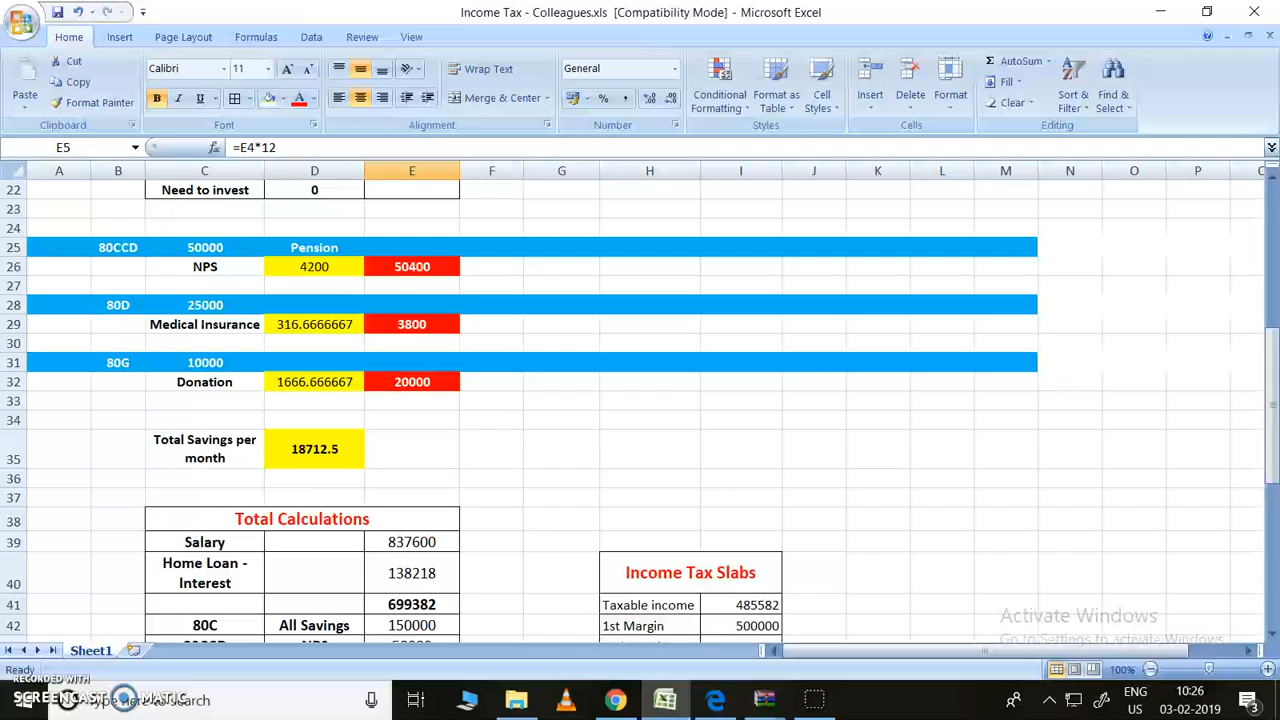 Income Tax - Colleagues.xls [Compatibility Mode] - Microsoft Excel
Home Insert Page Layout Formulas Data Review View
Paste
Cut
Copy
Format Painter
Clipboard
Calibri 11
B I U
Font
Wrap Text
Merge & Center
Alignment
General
Number
Conditional Formatting
Format as Table
Cell Styles
Styles
Insert Delete Format
Cells
AutoSum
Fill
Clear
Sort & Filter
Find & Select
Editing
E5 fx =E4*12
A B C D E F G H I J K L M N O P
22 Need to invest 0
23
24
25 80CCD 50000 Pension
26 NPS 4200 50400
27
28 80D 25000
29 Medical Insurance 316.6666667 3800
30
31 80G 10000
32 Donation 1666.666667 20000
33
34
35 Total Savings per month 18712.5
36
37
38 Total Calculations
39 Salary 837600
40 Home Loan - Interest 138218 Income Tax Slabs
41 699382 Taxable income 485582
42 80C All Savings 150000 1st Margin 500000
Activate Windows
Go to Settings to activate Windows.
Sheet1
Ready 100%
RECORDED WITH
SCREENCAST MATIC
Type here to search
ENG
US
10:26
03-02-2019
3